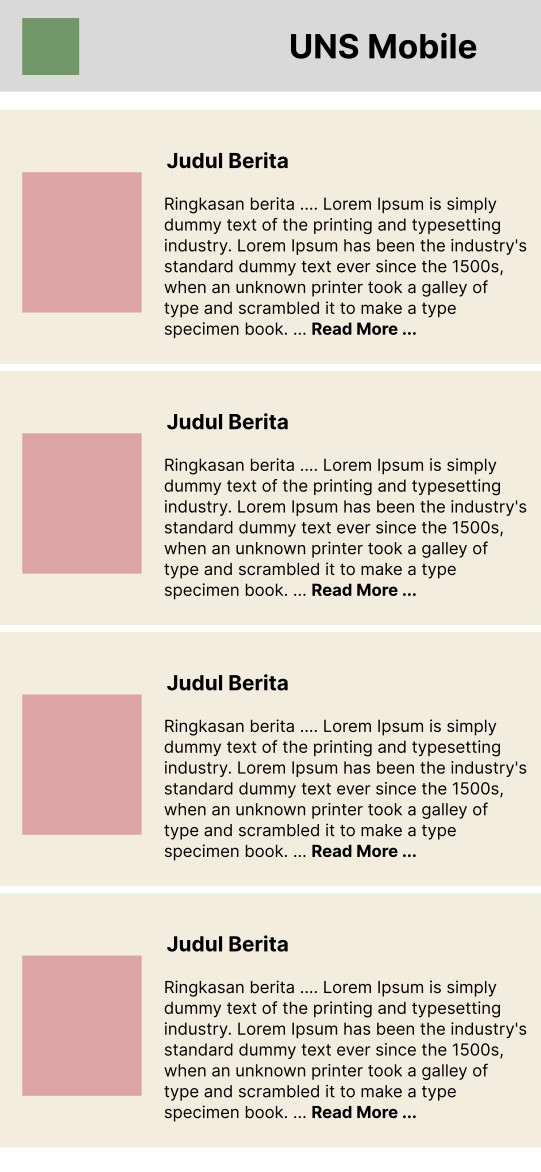 UNS Mobile
Judul Berita
Ringkasan berita .... Lorem Ipsum is simply
dummy text of the printing and typesetting
industry. Lorem Ipsum has been the industry's
standard dummy text ever since the 1500s,
when an unknown printer took a galley of
type and scrambled it to make a type
specimen book. ... Read More ...
Judul Berita
Ringkasan berita .... Lorem Ipsum is simply
dummy text of the printing and typesetting
industry. Lorem Ipsum has been the industry's
standard dummy text ever since the 1500s,
when an unknown printer took a galley of
type and scrambled it to make a type
specimen book. ... Read More ...
Judul Berita
Ringkasan berita .... Lorem Ipsum is simply
dummy text of the printing and typesetting
industry. Lorem Ipsum has been the industry's
standard dummy text ever since the 1500s,
when an unknown printer took a galley of
type and scrambled it to make a type
specimen book. ... Read More ...
Judul Berita
Ringkasan berita .... Lorem Ipsum is simply
dummy text of the printing and typesetting
industry. Lorem Ipsum has been the industry's
standard dummy text ever since the 1500s,
when an unknown printer took a galley of
type and scrambled it to make a type
specimen book. ... Read More ...